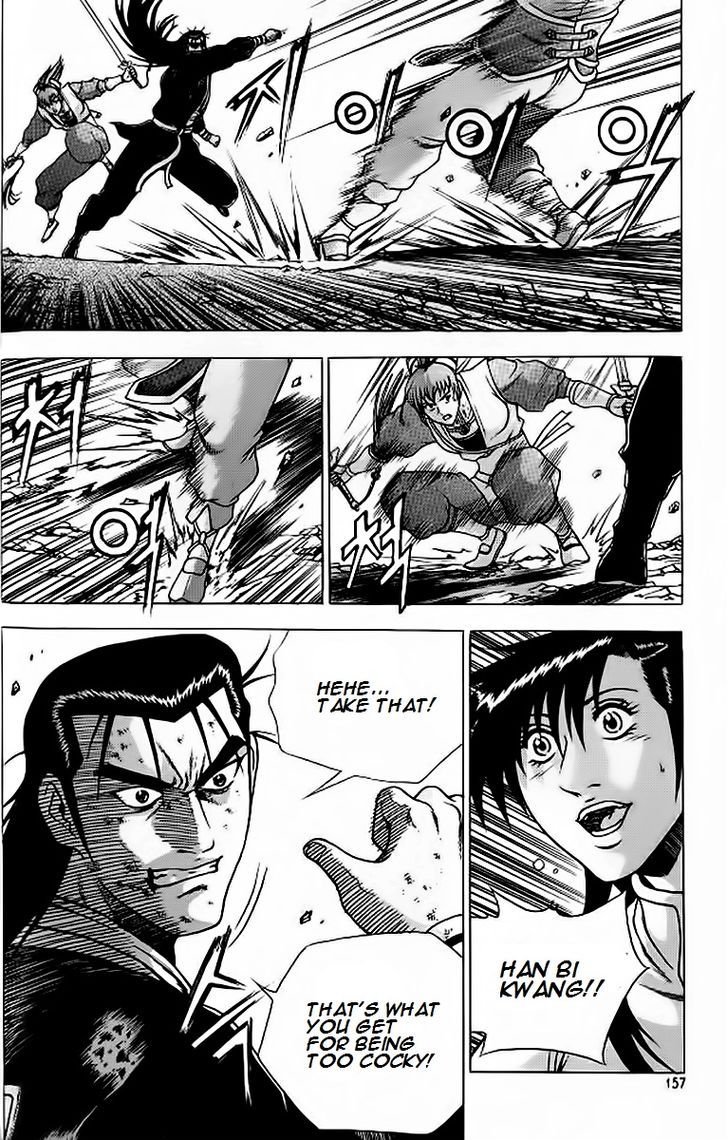 HEHE...
TAKE THAT!
THAT'S WHAT
YOU GET
FOR BEING
TOO COCKY!
HAN BI
KWANG!!
157